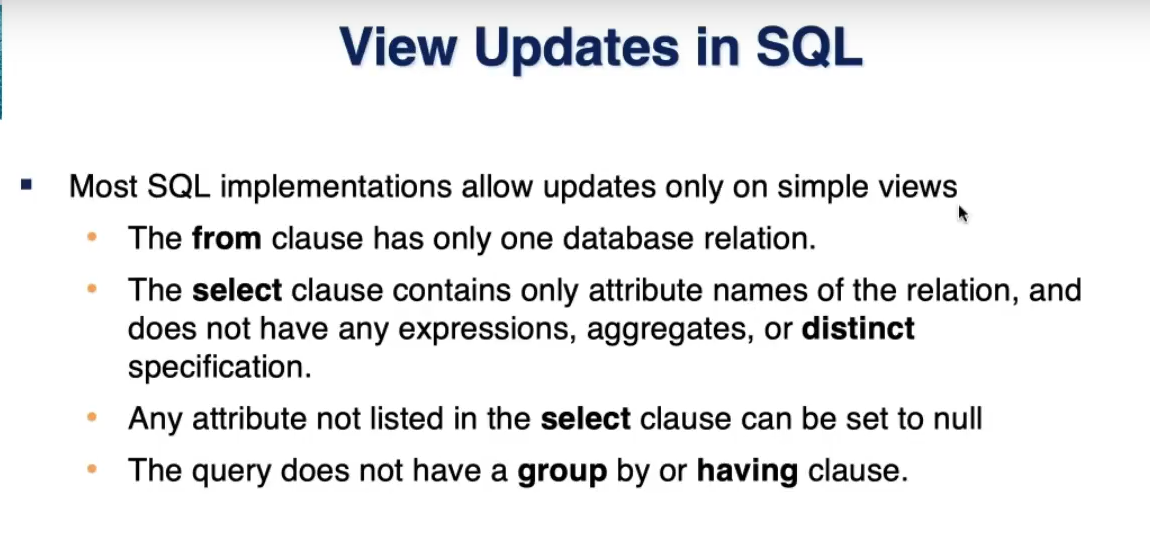 View Updates in SQL
Most SQL implementations allow updates only on simple views
The from clause has only one database relation.
The select clause contains only attribute names of the relation, and
does not have any expressions, aggregates, or distinct
specification.
Any attribute not listed in the select clause can be set to null
The query does not have a group by or having clause.